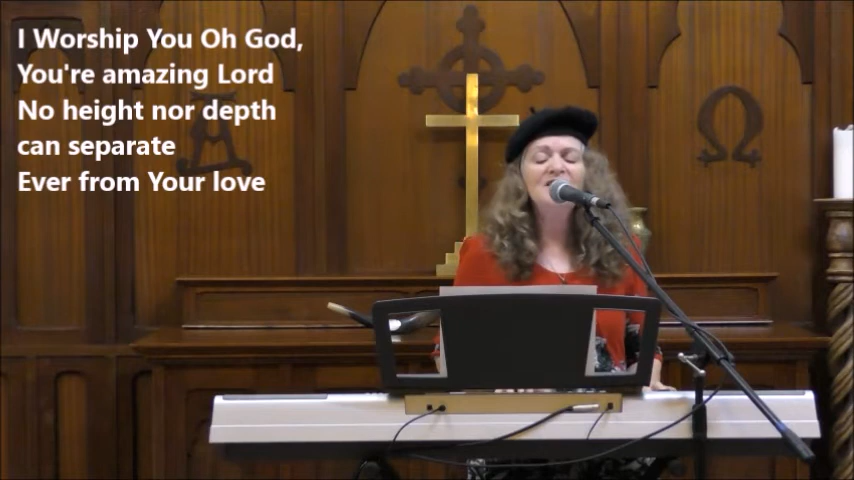 I Worship You Oh God,
You're amazing Lord
No height nor depth
can separate
Ever from Your love
Ω